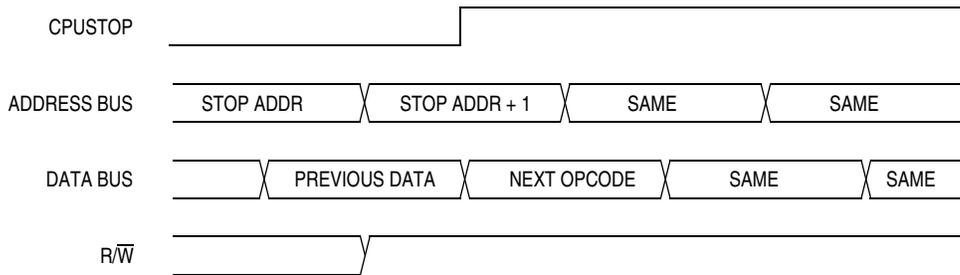 CPUSTOP
ADDRESS BUS STOP ADDR STOP ADDR + 1 SAME SAME
DATA BUS PREVIOUS DATA NEXT OPCODE SAME SAME
R/W̅